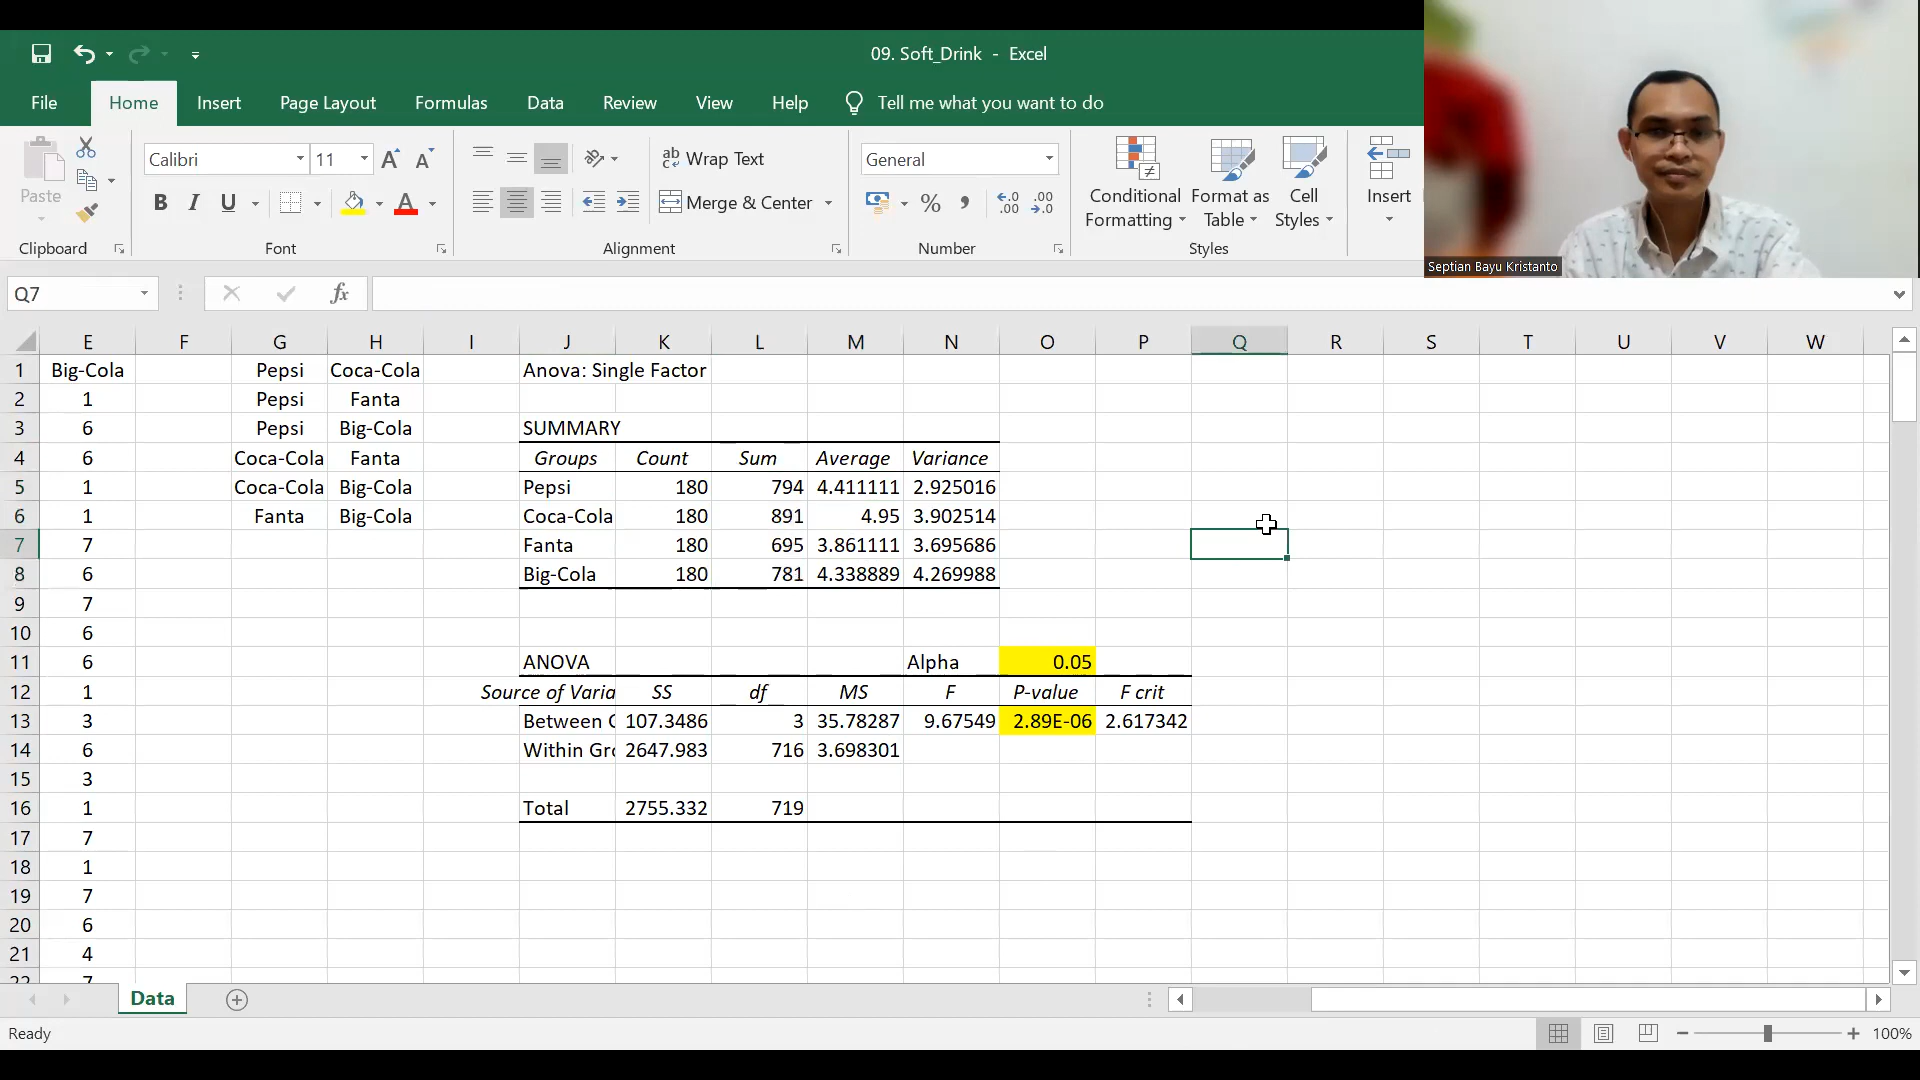 09. Soft_Drink - Excel
File Home Insert Page Layout Formulas Data Review View Help Tell me what you want to do
Paste
Clipboard
Calibri 11
B I U A
Font
Wrap Text
Merge & Center
Alignment
General
% , .00
Number
Conditional Formatting
Format as Table
Cell Styles
Styles
Insert
Septian Bayu Kristanto
Q7 fx
E F G H I J K L M N O P Q R S T U V W
1 Big-Cola Pepsi Coca-Cola Anova: Single Factor
2 1 Pepsi Fanta
3 6 Pepsi Big-Cola SUMMARY
4 6 Coca-Cola Fanta Groups Count Sum Average Variance
5 1 Coca-Cola Big-Cola Pepsi 180 794 4.411111 2.925016
6 1 Fanta Big-Cola Coca-Cola 180 891 4.95 3.902514
7 7 Fanta 180 695 3.861111 3.695686
8 6 Big-Cola 180 781 4.338889 4.269988
9 7
10 6
11 6 ANOVA Alpha 0.05
12 1 Source of Varia SS df MS F P-value F crit
13 3 Between G 107.3486 3 35.78287 9.67549 2.89E-06 2.617342
14 6 Within Gro 2647.983 716 3.698301
15 3
16 1 Total 2755.332 719
17 7
18 1
19 7
20 6
21 4
22 7
Data
Ready
100%